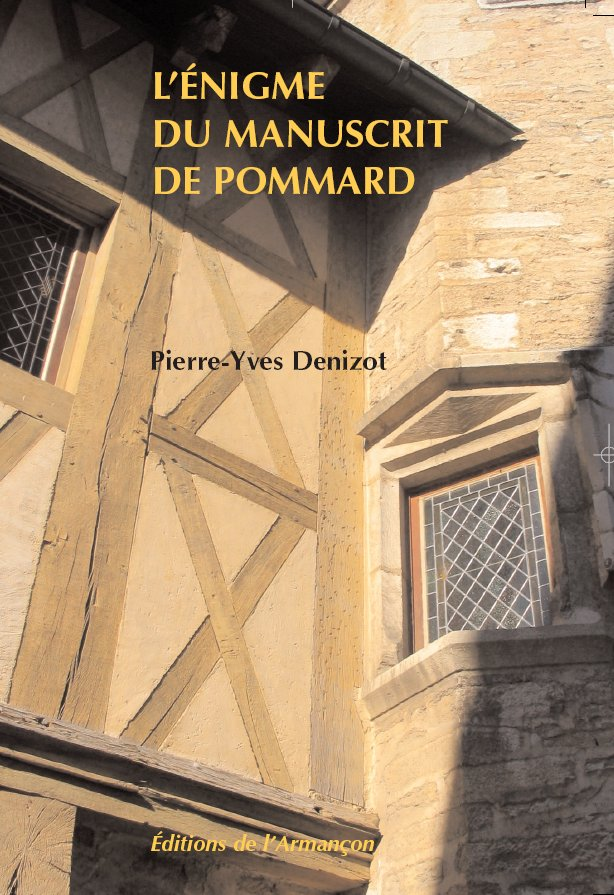 L'ÉNIGME
DU MANUSCRIT
DE POMMARD
Pierre-Yves Denizot
Éditions de l'Armançon